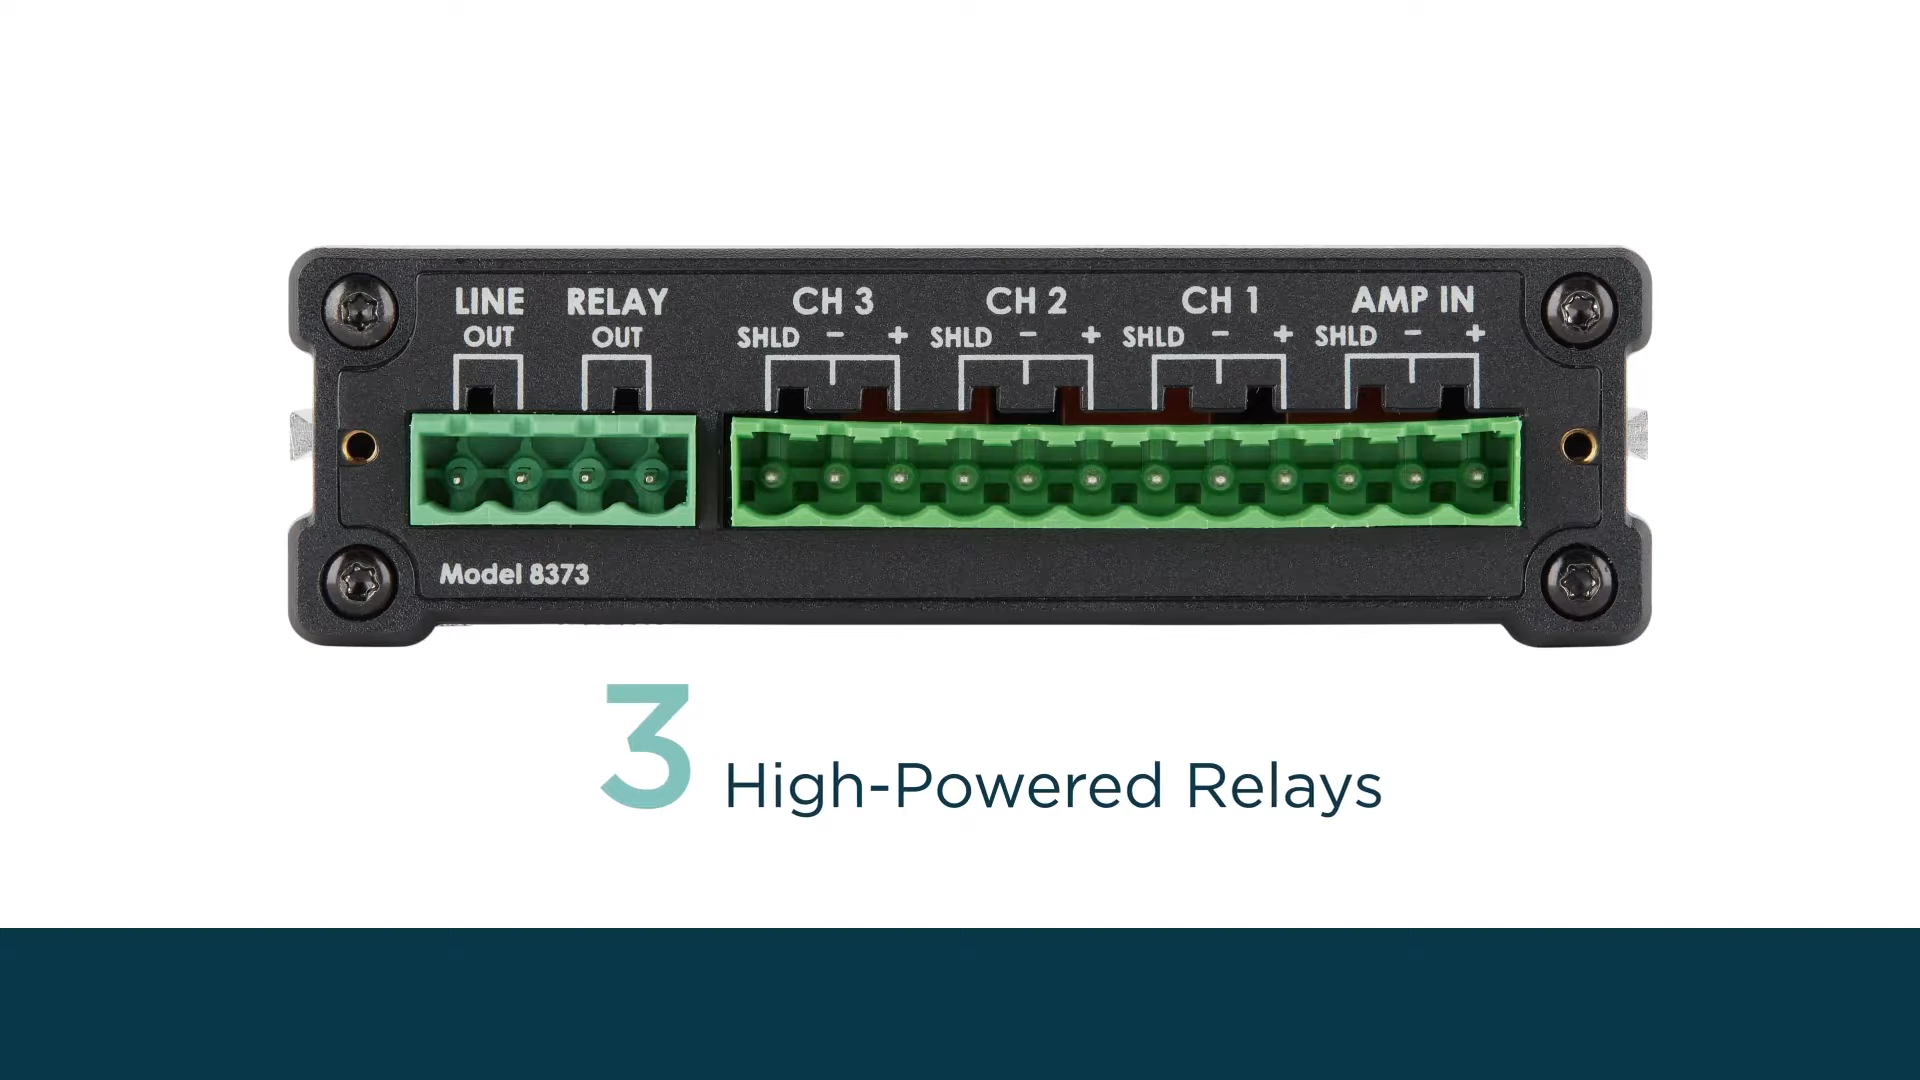 LINE RELAY CH 3 CH 2 CH 1 AMP IN
OUT OUT SHLD − + SHLD − + SHLD − + SHLD − +
Model 8373
3 High-Powered Relays